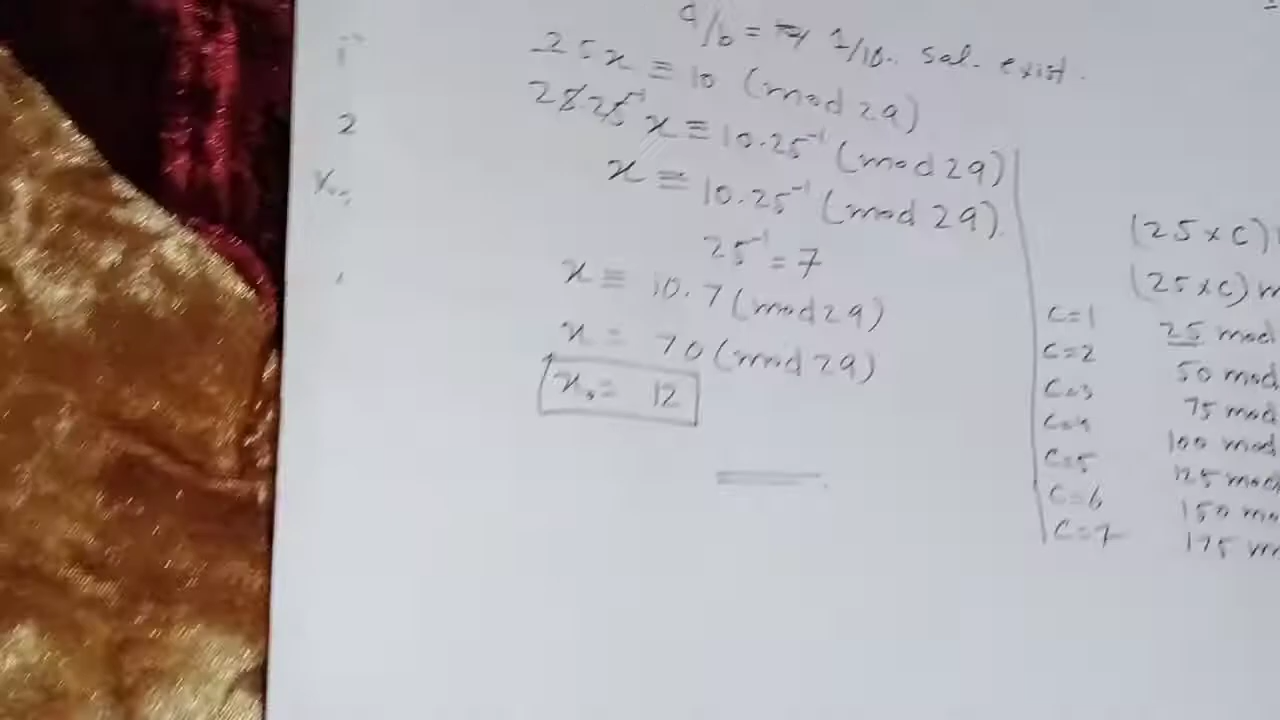 d/b = 1/10. sol. exist.
25x ≡ 10 (mod 29)
25.25⁻¹ x ≡ 10.25⁻¹ (mod 29)
x ≡ 10.25⁻¹ (mod 29).
25⁻¹ = 7
x ≡ 10.7 (mod 29)
x = 70 (mod 29)
x₀ = 12
2
(25×C)
(25×C) m
C=1 25 mod
C=2 50 mod
C=3 75 mod
C=4 100 mod
C=5 125 mod
C=6 150 mo
C=7 175 m